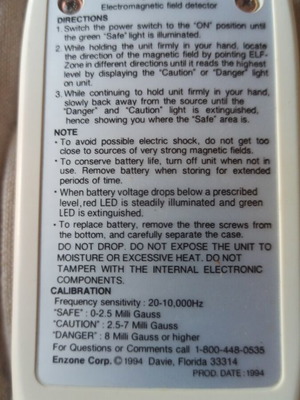 Electromagnetic field detector
DIRECTIONS
1. Switch the power switch to the "ON" position until
the green "Safe" light is illuminated.
2. While holding the unit firmly in your hand, locate
the direction of the magnetic field by pointing ELF-
Zone in different directions until it reads the highest
level by displaying the "Caution" or "Danger" light
on unit.
3. While continuing to hold unit firmly in your hand,
slowly back away from the source until the
"Danger" and "Caution" light is extinguished,
hence showing you where the "Safe" area is.
NOTE
• To avoid possible electric shock, do not get too
close to sources of very strong magnetic fields.
• To conserve battery life, turn off unit when not in
use. Remove battery when storing for extended
periods of time.
• When battery voltage drops below a prescribed
level, red LED is steadily illuminated and green
LED is extinguished.
• To replace battery, remove the three screws from
the bottom, and carefully separate the case.
DO NOT DROP. DO NOT EXPOSE THE UNIT TO
MOISTURE OR EXCESSIVE HEAT. DO NOT
TAMPER WITH THE INTERNAL ELECTRONIC
COMPONENTS.
CALIBRATION
Frequency sensitivity : 20-10,000Hz
"SAFE" : 0-2.5 Milli Gauss
"CAUTION" : 2.5-7 Milli Gauss
"DANGER" : 8 Milli Gauss or higher
For Questions or Comments call 1-800-448-0535
Enzone Corp. © 1994 Davie, Florida 33314
PROD. DATE : 1994